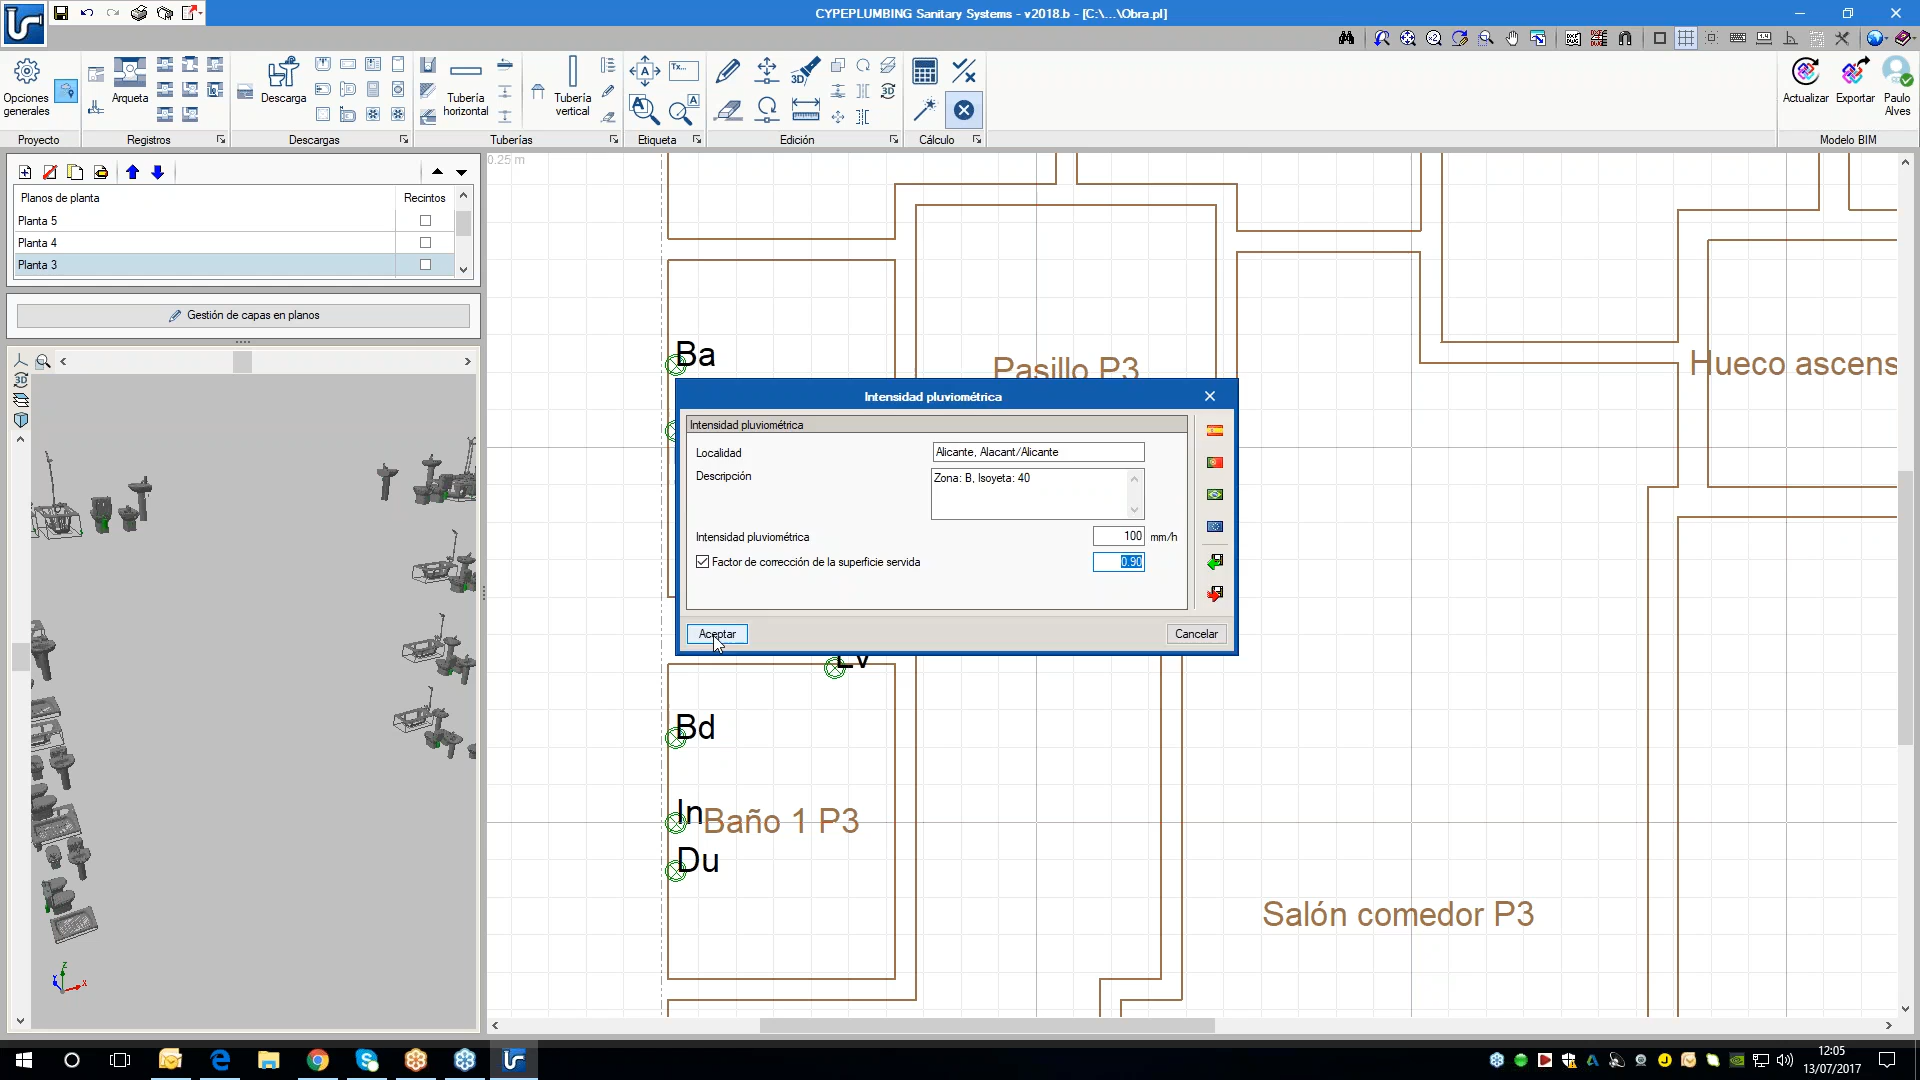 CYPEPLUMBING Sanitary Systems - v2018.b - [C:\...\Obra.pl]
Opciones generales
Arqueta
Descarga
Tubería horizontal
Tubería vertical
Actualizar
Exportar
Paulo Alves
Proyecto
Registros
Descargas
Tuberías
Etiqueta
Edición
Cálculo
Modelo BIM
Planos de planta
Recintos
Planta 5
Planta 4
Planta 3
Gestión de capas en planos
0.25 m
Ba
Pasillo P3
Hueco ascens
Intensidad pluviométrica
Intensidad pluviométrica
Localidad
Alicante, Alacant/Alicante
Descripción
Zona: B, Isoyeta: 40
Intensidad pluviométrica
100 mm/h
Factor de corrección de la superficie servida
0.90
Aceptar
Cancelar
Lv
Bd
In
Baño 1 P3
Du
Salón comedor P3
12:05
13/07/2017